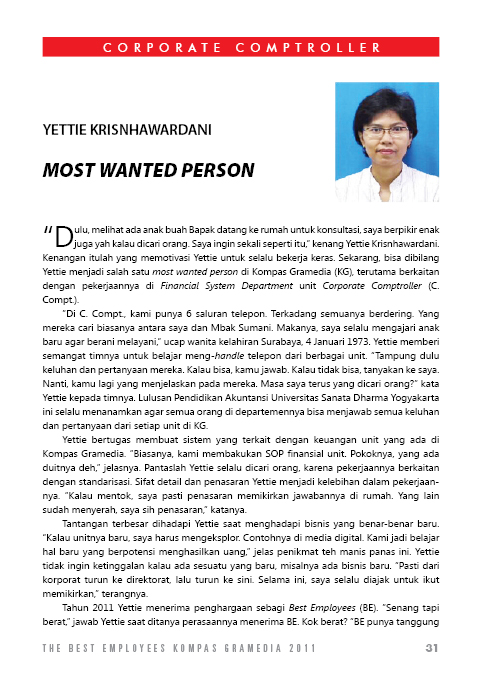 CORPORATE COMPTROLLER
YETTIE KRISNHAWARDANI
MOST WANTED PERSON
“Dulu, melihat ada anak buah Bapak datang ke rumah untuk konsultasi, saya berpikir enak
juga yah kalau dicari orang. Saya ingin sekali seperti itu,” kenang Yettie Krisnhawardani.
Kenangan itulah yang memotivasi Yettie untuk selalu bekerja keras. Sekarang, bisa dibilang
Yettie menjadi salah satu most wanted person di Kompas Gramedia (KG), terutama berkaitan
dengan pekerjaannya di Financial System Department unit Corporate Comptroller (C.
Compt.).
“Di C. Compt., kami punya 6 saluran telepon. Terkadang semuanya berdering. Yang
mereka cari biasanya antara saya dan Mbak Sumani. Makanya, saya selalu mengajari anak
baru agar berani melayani,” ucap wanita kelahiran Surabaya, 4 Januari 1973. Yettie memberi
semangat timnya untuk belajar meng-handle telepon dari berbagai unit. “Tampung dulu
keluhan dan pertanyaan mereka. Kalau bisa, kamu jawab. Kalau tidak bisa, tanyakan ke saya.
Nanti, kamu lagi yang menjelaskan pada mereka. Masa saya terus yang dicari orang?” kata
Yettie kepada timnya. Lulusan Pendidikan Akuntansi Universitas Sanata Dharma Yogyakarta
ini selalu menanamkan agar semua orang di departemennya bisa menjawab semua keluhan
dan pertanyaan dari setiap unit di KG.
Yettie bertugas membuat sistem yang terkait dengan keuangan unit yang ada di
Kompas Gramedia. “Biasanya, kami membakukan SOP finansial unit. Pokoknya, yang ada
duitnya deh,” jelasnya. Pantaslah Yettie selalu dicari orang, karena pekerjaannya berkaitan
dengan standarisasi. Sifat detail dan penasaran Yettie menjadi kelebihan dalam pekerjaan-
nya. “Kalau mentok, saya pasti penasaran memikirkan jawabannya di rumah. Yang lain
sudah menyerah, saya sih penasaran,” katanya.
Tantangan terbesar dihadapi Yettie saat menghadapi bisnis yang benar-benar baru.
“Kalau unitnya baru, saya harus mengeksplor. Contohnya di media digital. Kami jadi belajar
hal baru yang berpotensi menghasilkan uang,” jelas penikmat teh manis panas ini. Yettie
tidak ingin ketinggalan kalau ada sesuatu yang baru, misalnya ada bisnis baru. “Pasti dari
korporat turun ke direktorat, lalu turun ke sini. Selama ini, saya selalu diajak untuk ikut
memikirkan,” terangnya.
Tahun 2011 Yettie menerima penghargaan sebagi Best Employees (BE). “Senang tapi
berat,” jawab Yettie saat ditanya perasaannya menerima BE. Kok berat? “BE punya tanggung
THE BEST EMPLOYEES KOMPAS GRAMEDIA 2011 31